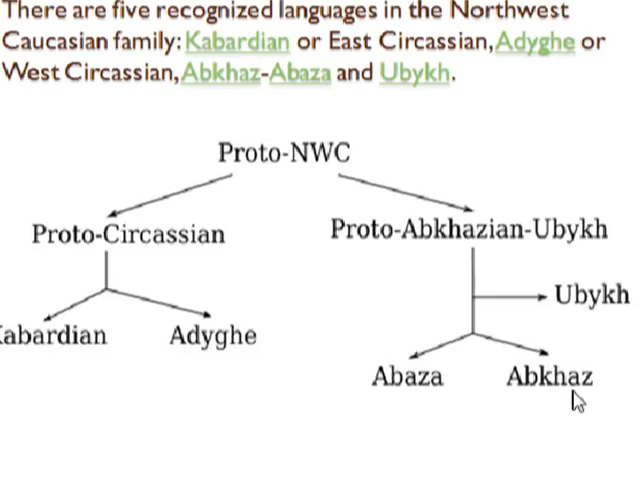 There are five recognized languages in the Northwest
Caucasian family: Kabardian or East Circassian, Adyghe or
West Circassian, Abkhaz-Abaza and Ubykh.
Proto-NWC
Proto-Circassian
Proto-Abkhazian-Ubykh
Ubykh
abardian
Adyghe
Abaza
Abkhaz